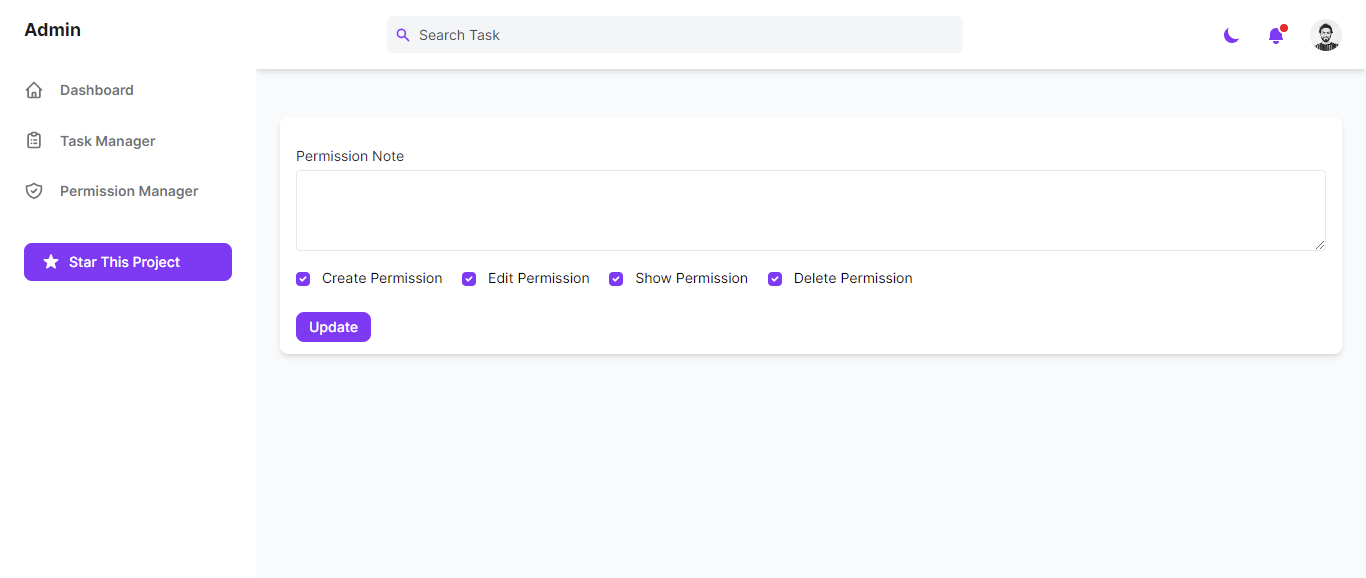 Admin
Search Task
Dashboard
Task Manager
Permission Manager
Star This Project
Permission Note
Create Permission Edit Permission Show Permission Delete Permission
Update